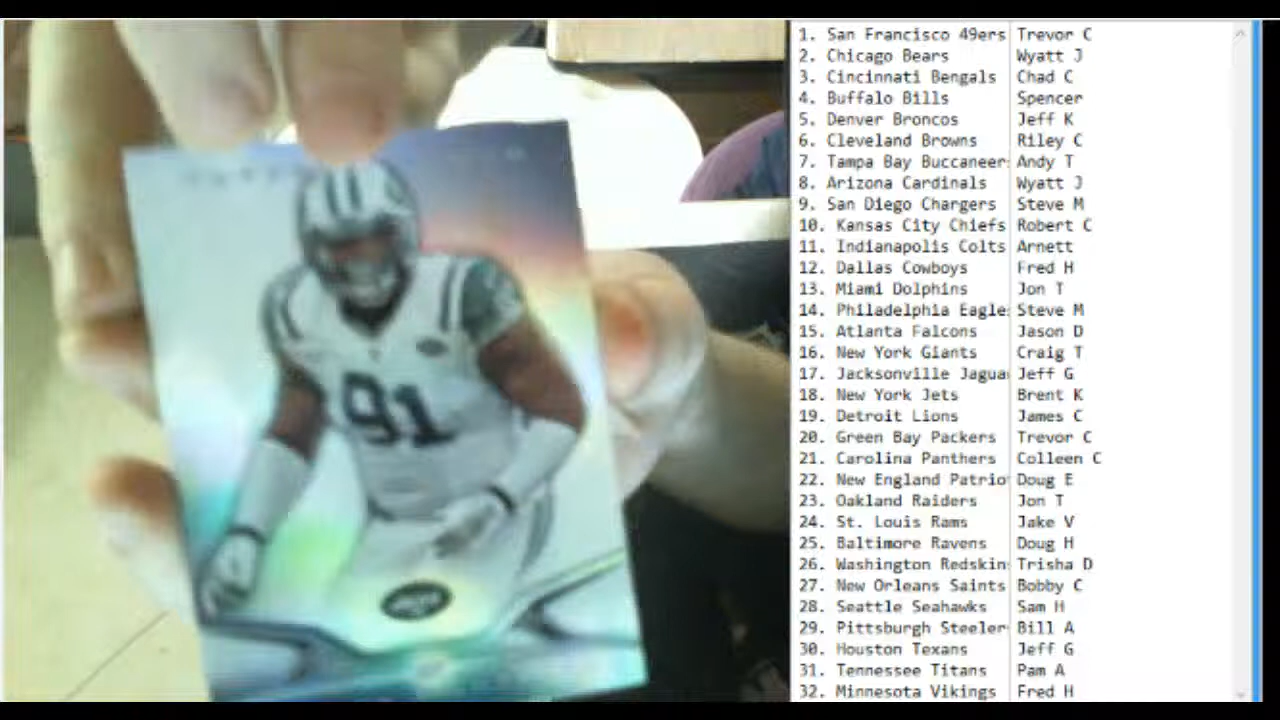 1. San Francisco 49ers Trevor C
2. Chicago Bears Wyatt J
3. Cincinnati Bengals Chad C
4. Buffalo Bills Spencer
5. Denver Broncos Jeff K
6. Cleveland Browns Riley C
7. Tampa Bay Buccaneer Andy T
8. Arizona Cardinals Wyatt J
9. San Diego Chargers Steve M
10. Kansas City Chiefs Robert C
11. Indianapolis Colts Arnett
12. Dallas Cowboys Fred H
13. Miami Dolphins Jon T
14. Philadelphia Eagle Steve M
15. Atlanta Falcons Jason D
16. New York Giants Craig T
17. Jacksonville Jagua Jeff G
18. New York Jets Brent K
19. Detroit Lions James C
20. Green Bay Packers Trevor C
21. Carolina Panthers Colleen C
22. New England Patrio Doug E
23. Oakland Raiders Jon T
24. St. Louis Rams Jake V
25. Baltimore Ravens Doug H
26. Washington Redskin Trisha D
27. New Orleans Saints Bobby C
28. Seattle Seahawks Sam H
29. Pittsburgh Steeler Bill A
30. Houston Texans Jeff G
31. Tennessee Titans Pam A
32. Minnesota Vikings Fred H
91